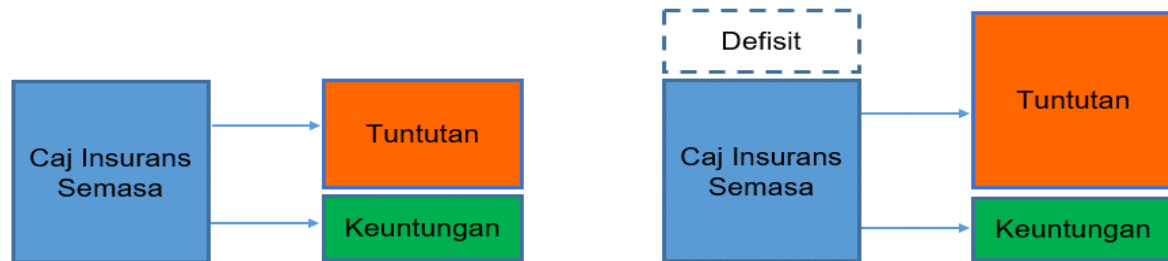 Caj Insurans
Semasa
Tuntutan
Keuntungan
Defisit
Caj Insurans
Semasa
Tuntutan
Keuntungan